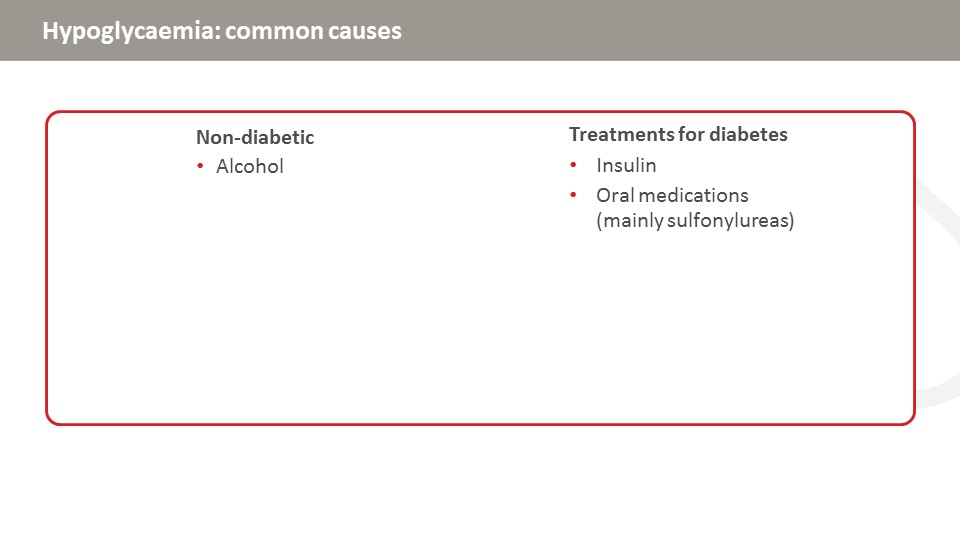 Hypoglycaemia: common causes
Non-diabetic
• Alcohol
Treatments for diabetes
• Insulin
• Oral medications
(mainly sulfonylureas)